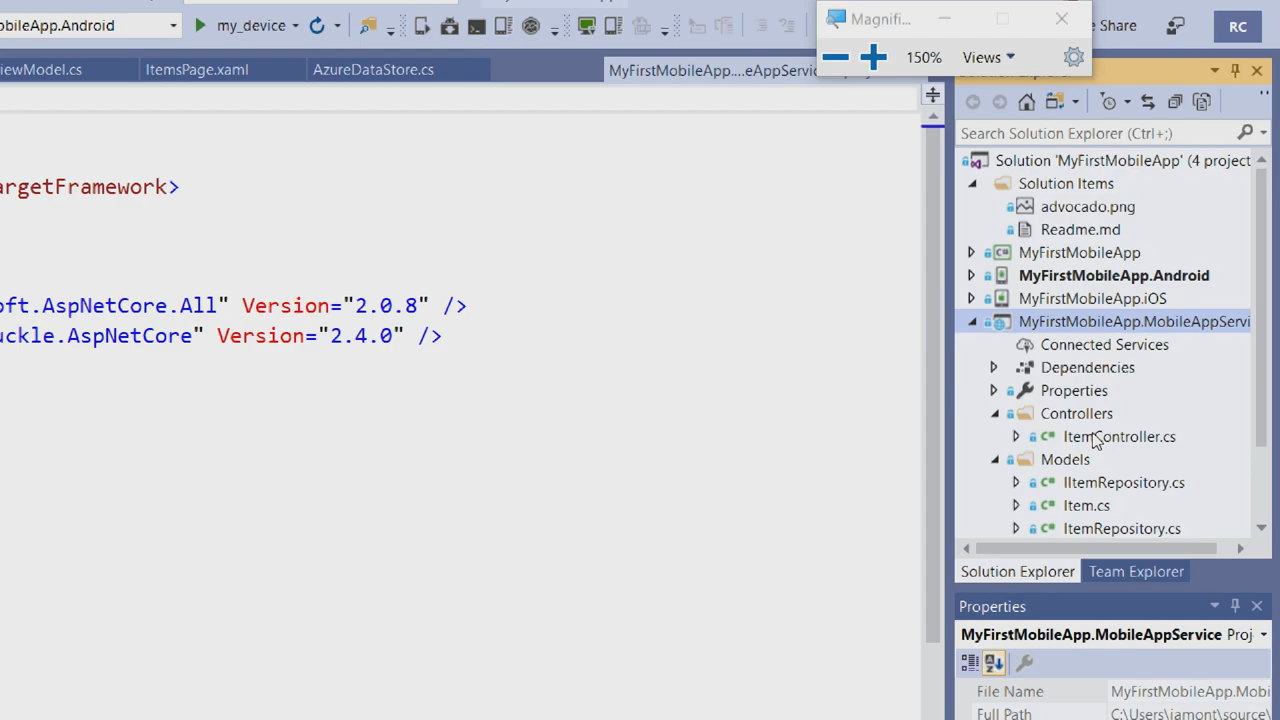 Magnifi...
150%
Views
obileApp.Android
my_device
Share
RC
iewModel.cs
ItemsPage.xaml
AzureDataStore.cs
MyFirstMobileApp....eAppServic
Search Solution Explorer (Ctrl+;)
Solution 'MyFirstMobileApp' (4 project
Solution Items
advocado.png
Readme.md
MyFirstMobileApp
MyFirstMobileApp.Android
MyFirstMobileApp.iOS
MyFirstMobileApp.MobileAppServi
Connected Services
Dependencies
Properties
Controllers
ItemController.cs
Models
IItemRepository.cs
Item.cs
ItemRepository.cs
Solution Explorer
Team Explorer
argetFramework>
oft.AspNetCore.All" Version="2.0.8" />
uckle.AspNetCore" Version="2.4.0" />
Properties
MyFirstMobileApp.MobileAppService Proj
File Name MyFirstMobileApp.Mobi
Full Path C:\Users\iamont\source\